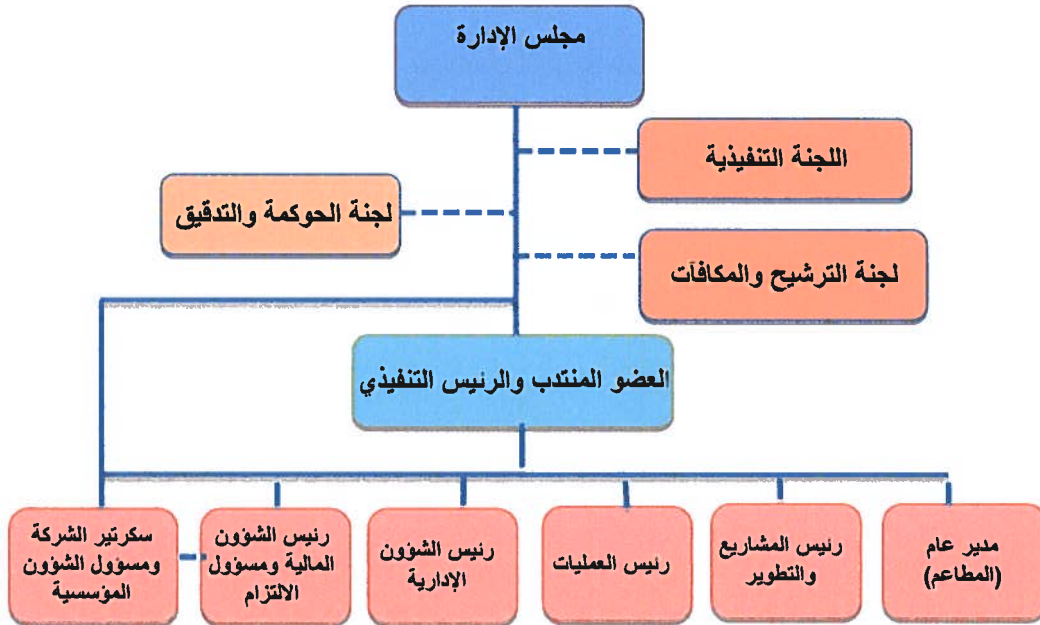 مجلس الإدارة
اللجنة التنفيذية
لجنة الحوكمة والتدقيق
لجنة الترشيح والمكافآت
العضو المنتدب والرئيس التنفيذي
مدير عام
(المطاعم)
رئيس المشاريع
والتطوير
رئيس العمليات
رئيس الشؤون
الإدارية
رئيس الشؤون
المالية ومسؤول
الالتزام
سكرتير الشركة
ومسؤول الشؤون
المؤسسية